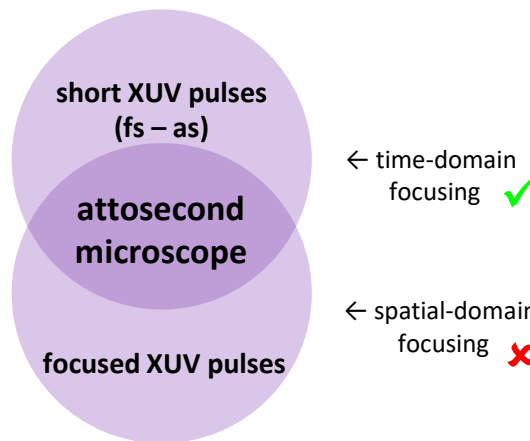 short XUV pulses
(fs – as)
← time-domain
focusing ✓
attosecond
microscope
← spatial-domain
focusing ✘
focused XUV pulses